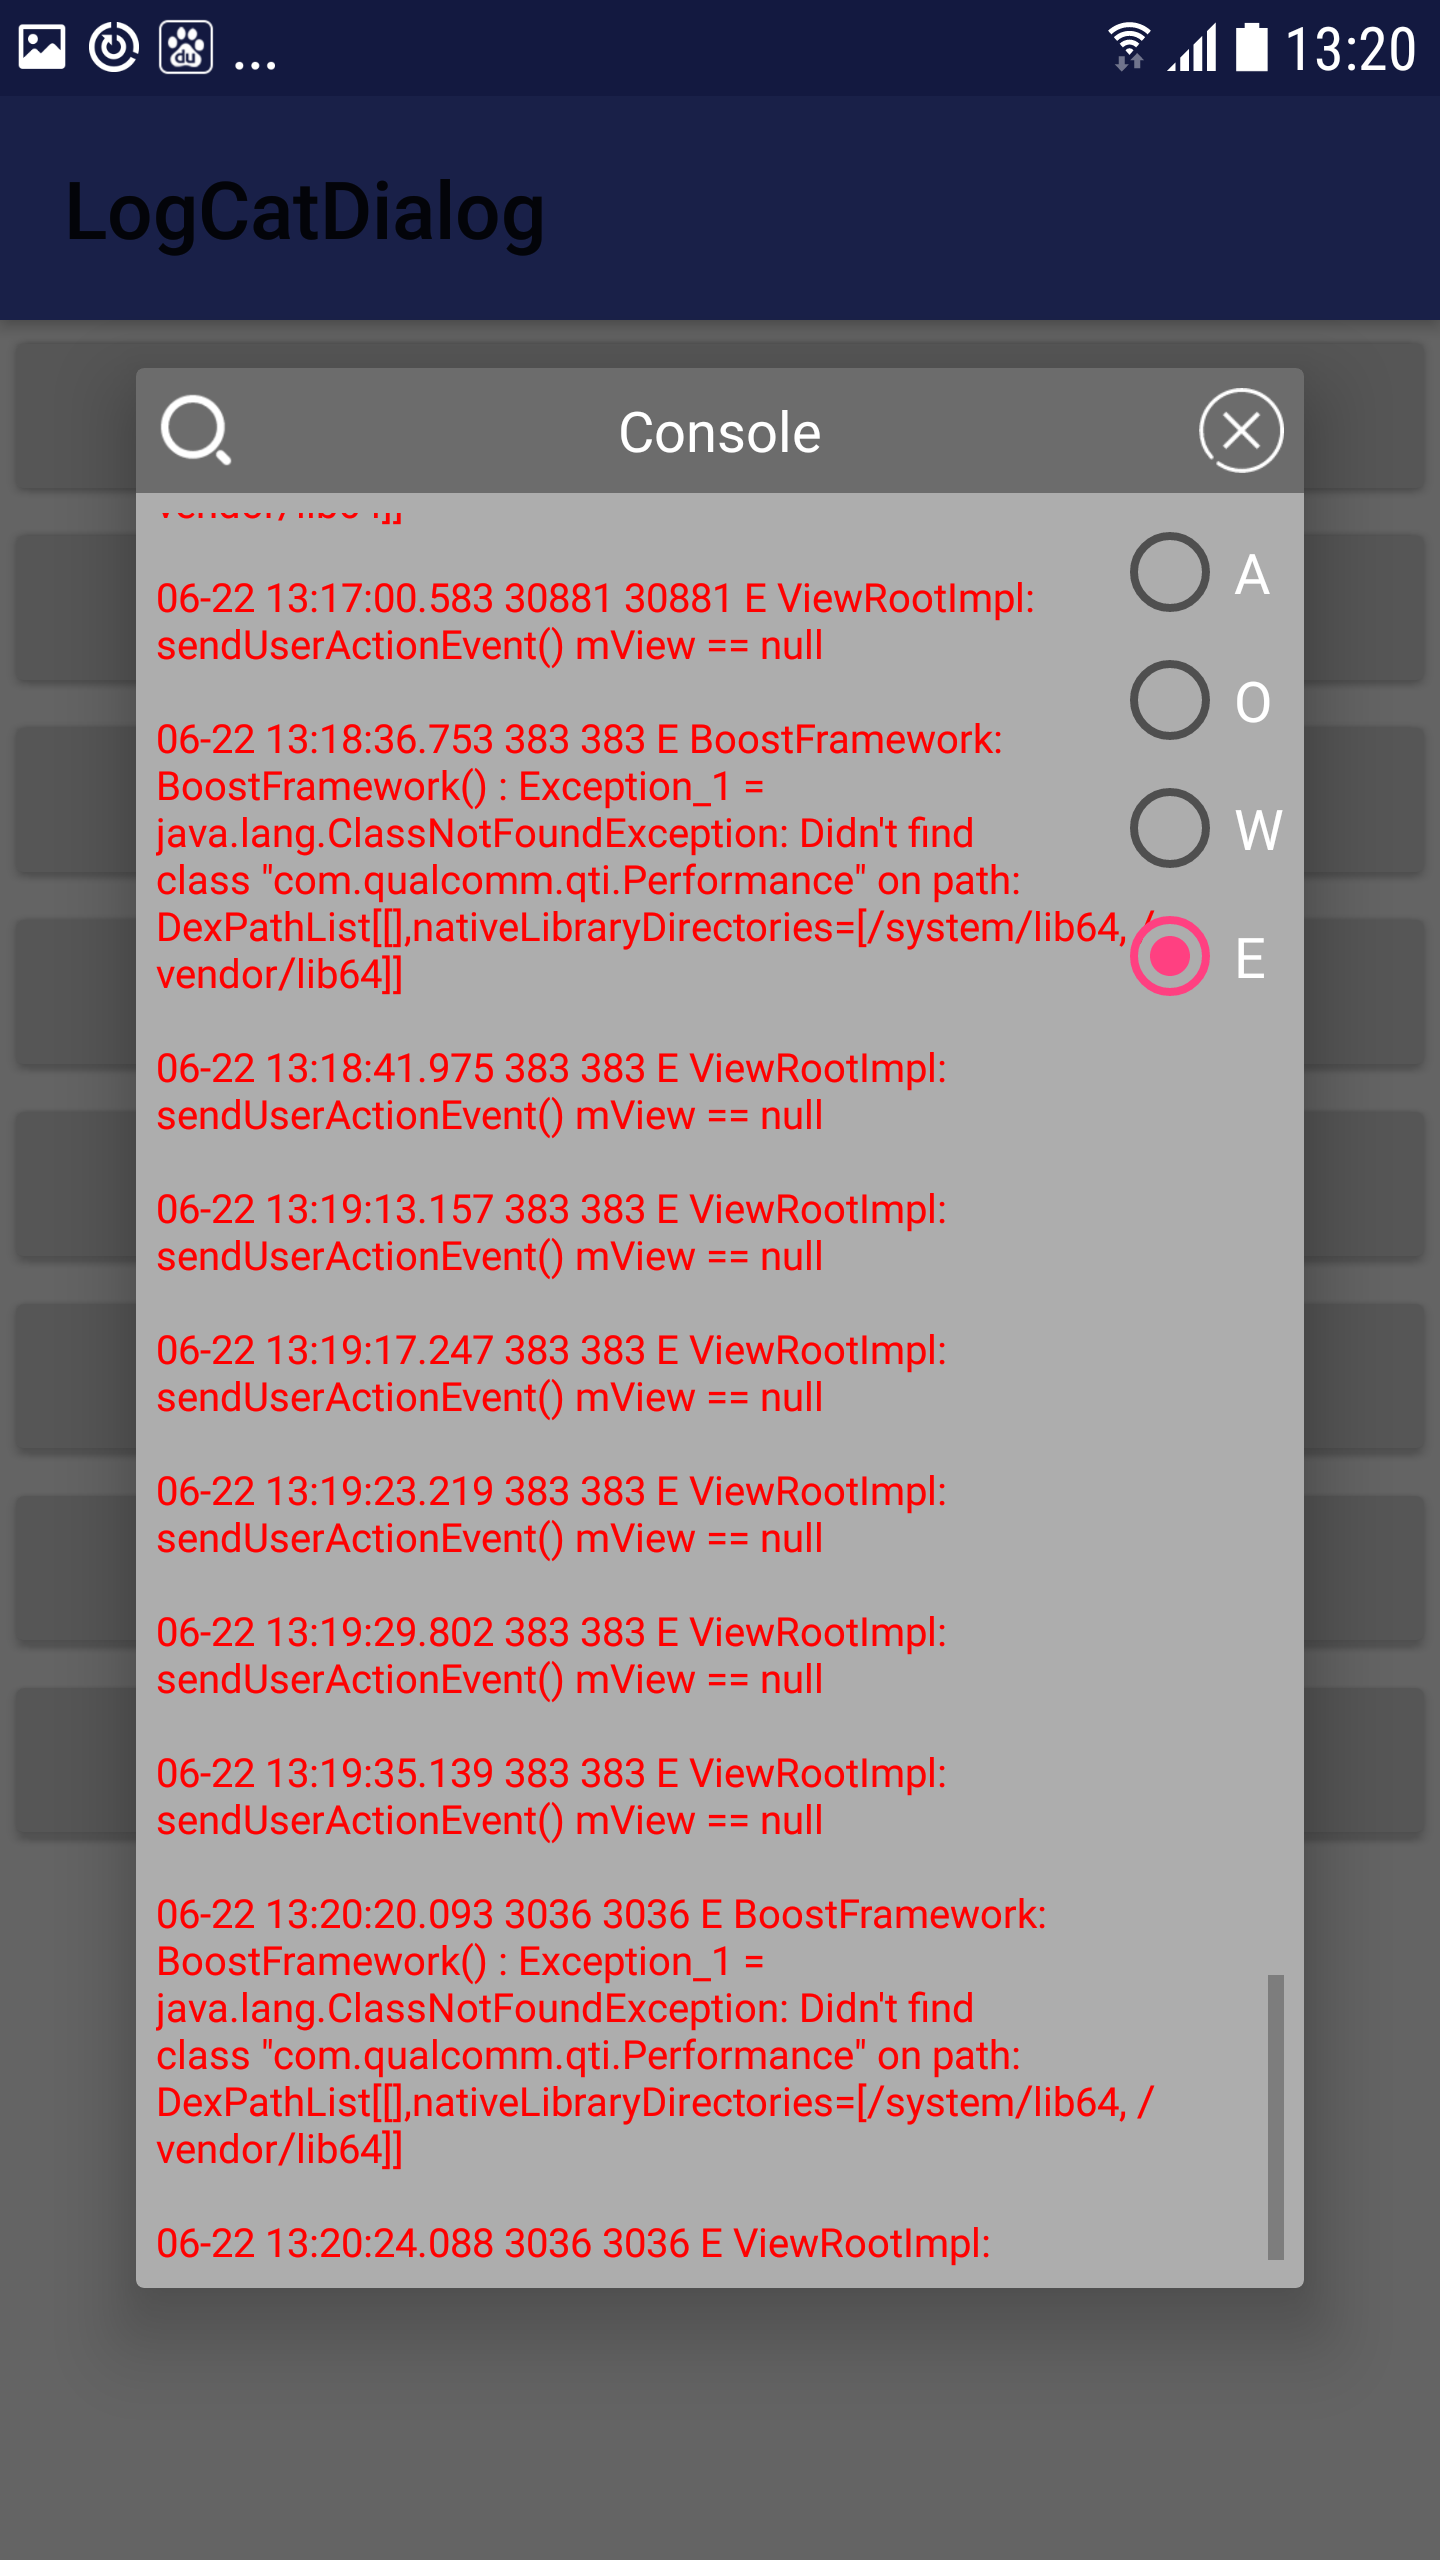 du
...
13:20
LogCatDialog
Console
vendor/lib64]]
06-22 13:17:00.583 30881 30881 E ViewRootImpl:
sendUserActionEvent() mView == null
06-22 13:18:36.753 383 383 E BoostFramework:
BoostFramework() : Exception_1 =
java.lang.ClassNotFoundException: Didn't find
class "com.qualcomm.qti.Performance" on path:
DexPathList[[],nativeLibraryDirectories=[/system/lib64, /
vendor/lib64]]
06-22 13:18:41.975 383 383 E ViewRootImpl:
sendUserActionEvent() mView == null
06-22 13:19:13.157 383 383 E ViewRootImpl:
sendUserActionEvent() mView == null
06-22 13:19:17.247 383 383 E ViewRootImpl:
sendUserActionEvent() mView == null
06-22 13:19:23.219 383 383 E ViewRootImpl:
sendUserActionEvent() mView == null
06-22 13:19:29.802 383 383 E ViewRootImpl:
sendUserActionEvent() mView == null
06-22 13:19:35.139 383 383 E ViewRootImpl:
sendUserActionEvent() mView == null
06-22 13:20:20.093 3036 3036 E BoostFramework:
BoostFramework() : Exception_1 =
java.lang.ClassNotFoundException: Didn't find
class "com.qualcomm.qti.Performance" on path:
DexPathList[[],nativeLibraryDirectories=[/system/lib64, /
vendor/lib64]]
06-22 13:20:24.088 3036 3036 E ViewRootImpl:
A
O
W
E